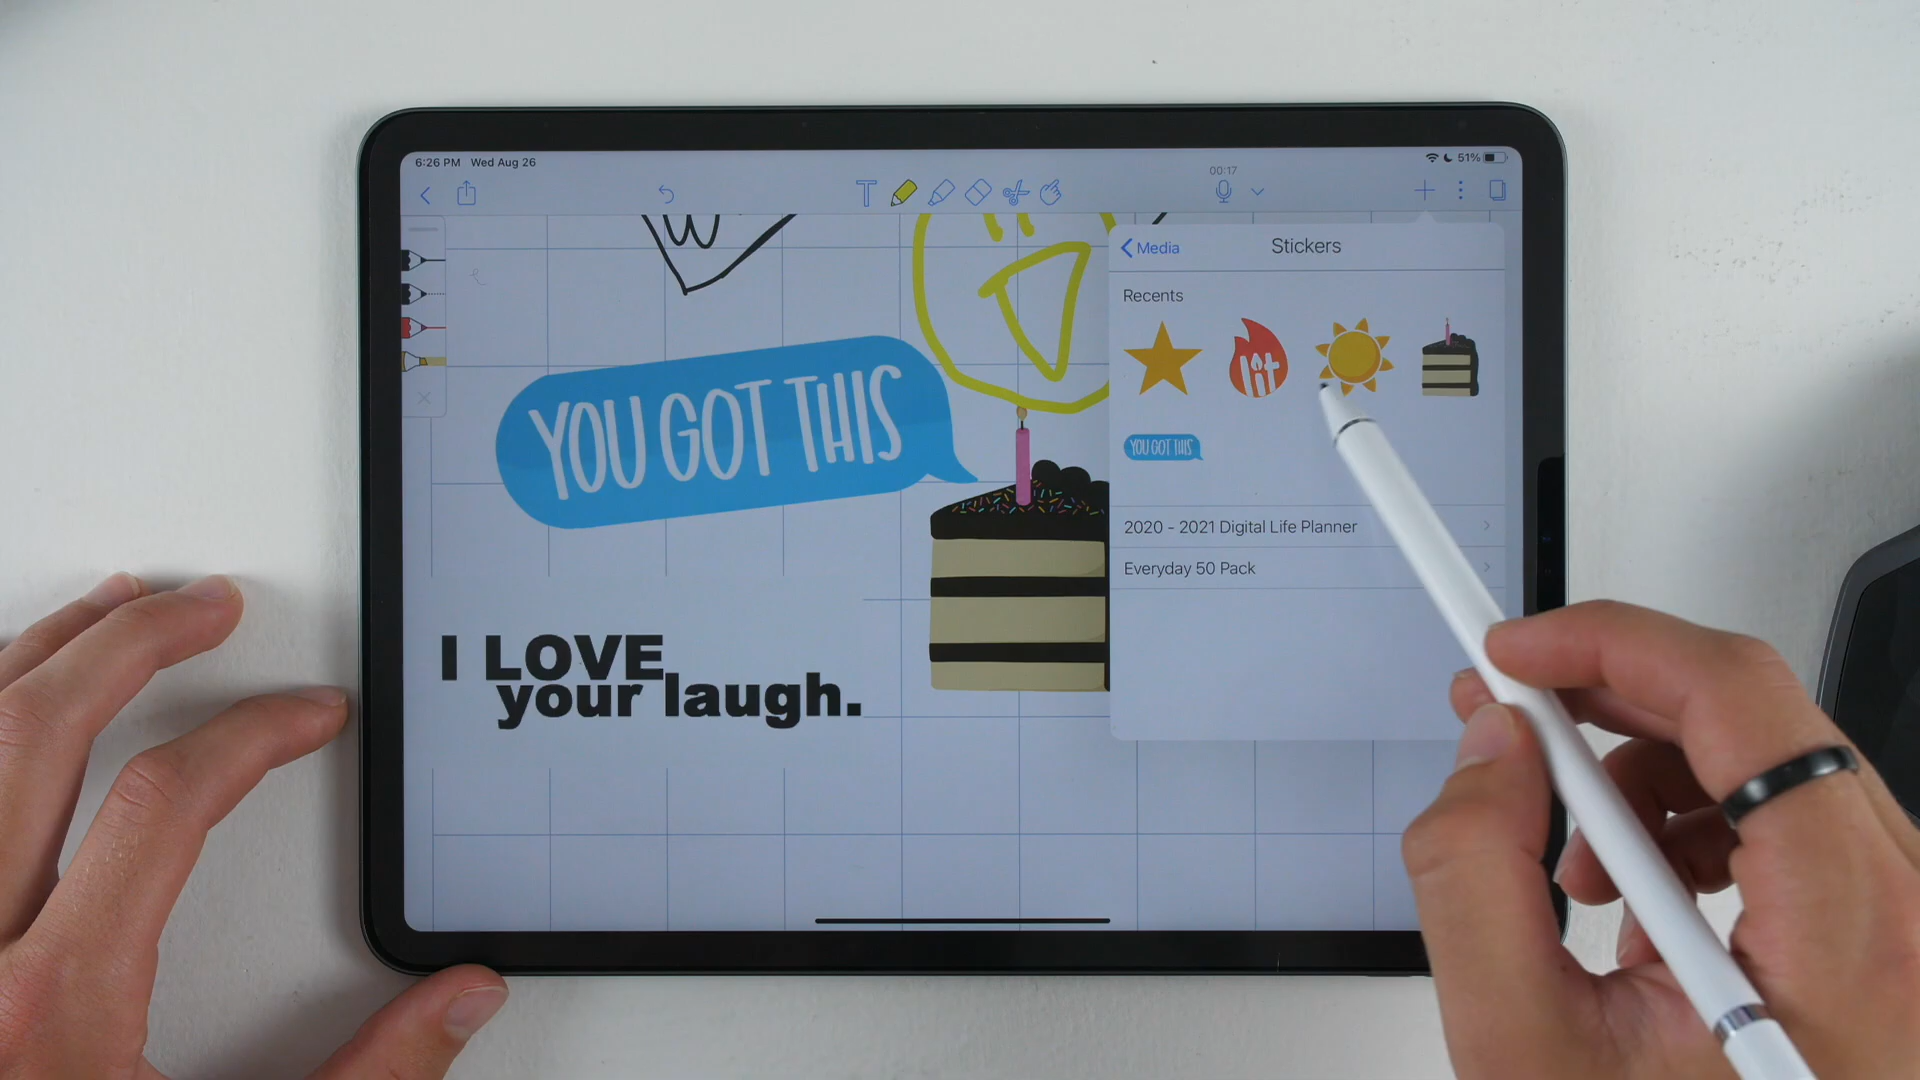 6:26 PM Wed Aug 26
51%
00:17
T
W
Media
Stickers
Recents
lit
YOU GOT THIS
YOU GOT THIS
2020 - 2021 Digital Life Planner
Everyday 50 Pack
I LOVE
your laugh.